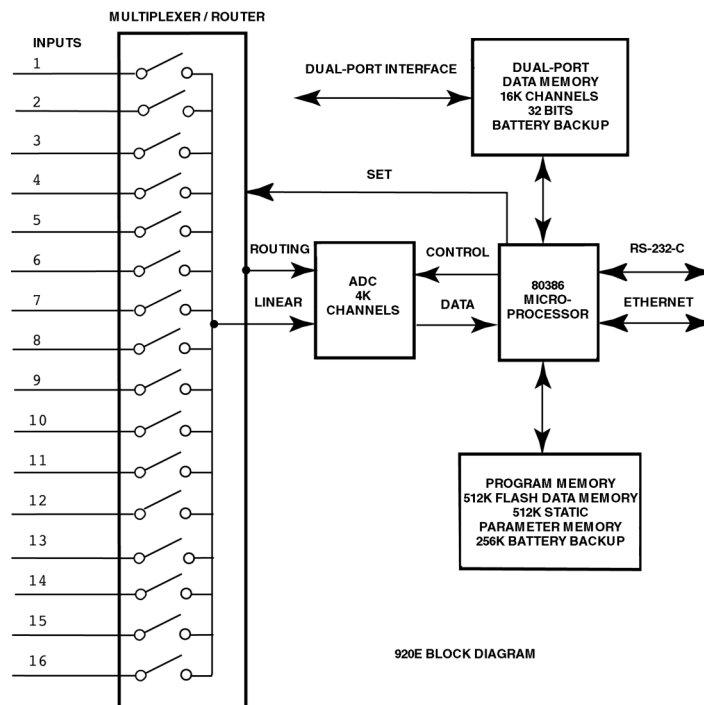 MULTIPLEXER / ROUTER
INPUTS
1
2
3
4
5
6
7
8
9
10
11
12
13
14
15
16
DUAL-PORT INTERFACE
DUAL-PORT
DATA MEMORY
16K CHANNELS
32 BITS
BATTERY BACKUP
SET
ROUTING
LINEAR
ADC
4K
CHANNELS
CONTROL
DATA
80386
MICRO-
PROCESSOR
RS-232-C
ETHERNET
PROGRAM MEMORY
512K FLASH DATA MEMORY
512K STATIC
PARAMETER MEMORY
256K BATTERY BACKUP
920E BLOCK DIAGRAM